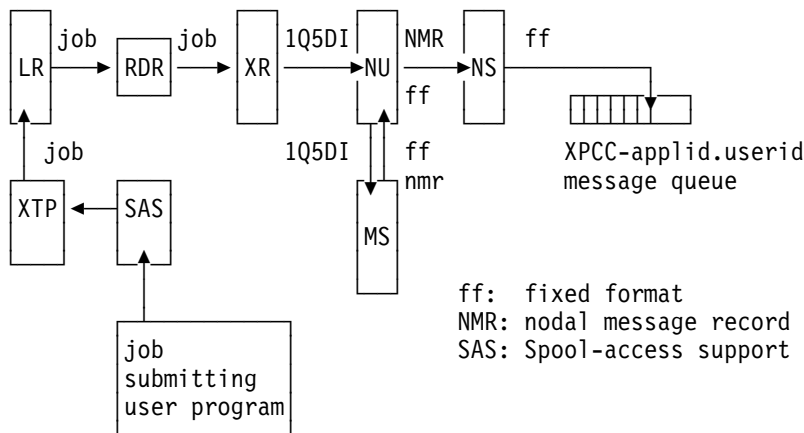 job
job
1Q5DI
NMR
ff
LR
RDR
XR
NU
NS
ff
job
1Q5DI
ff
nmr
XPCC-applid.userid
message queue
XTP
SAS
MS
ff: fixed format
NMR: nodal message record
SAS: Spool-access support
job
submitting
user program